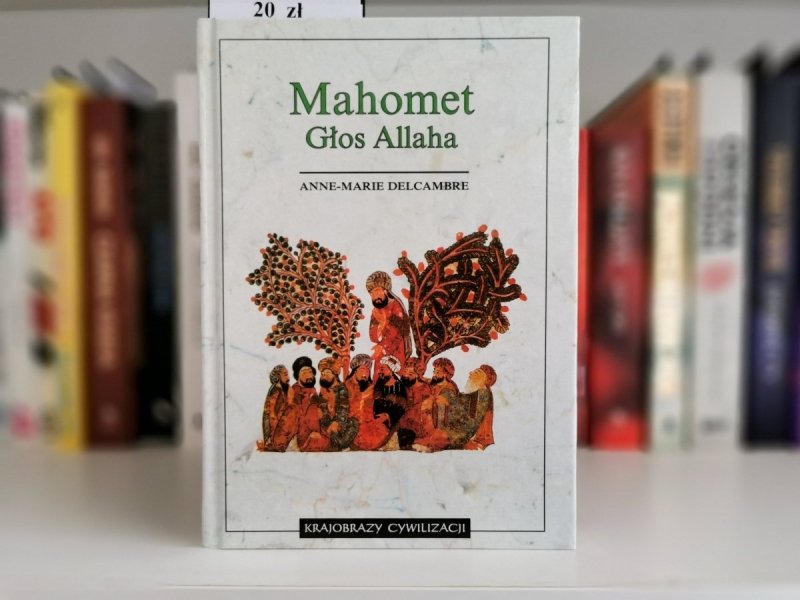 20 zł
Mahomet
Głos Allaha
ANNE-MARIE DELCAMBRE
KRAJOBRAZY CYWILIZACJI